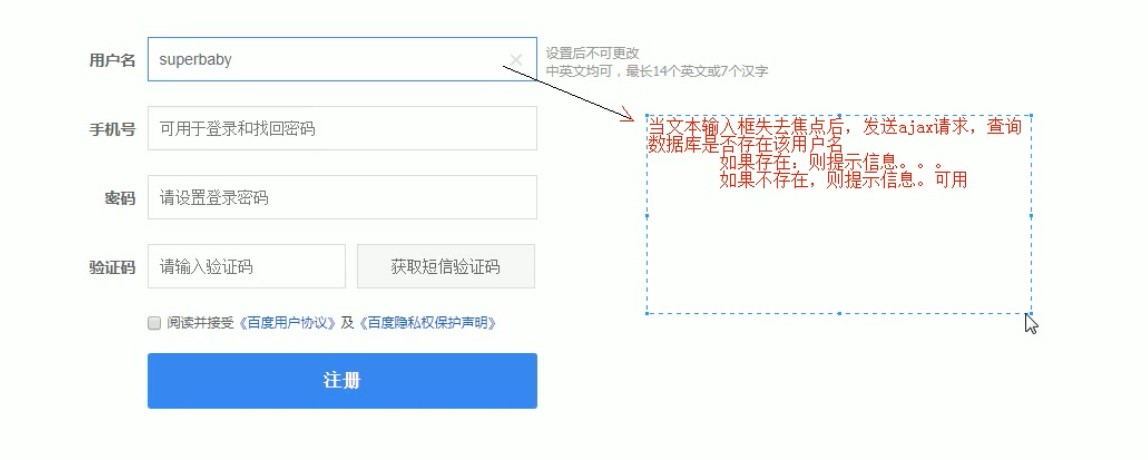 用户名
superbaby
设置后不可更改
中英文均可，最长14个英文或7个汉字
手机号
可用于登录和找回密码
当文本输入框失去焦点后，发送ajax请求，查询
数据库是否存在该用户名
如果存在：则提示信息。。。
如果不存在，则提示信息。可用
密码
请设置登录密码
验证码
请输入验证码
获取短信验证码
阅读并接受《百度用户协议》及《百度隐私权保护声明》
注册